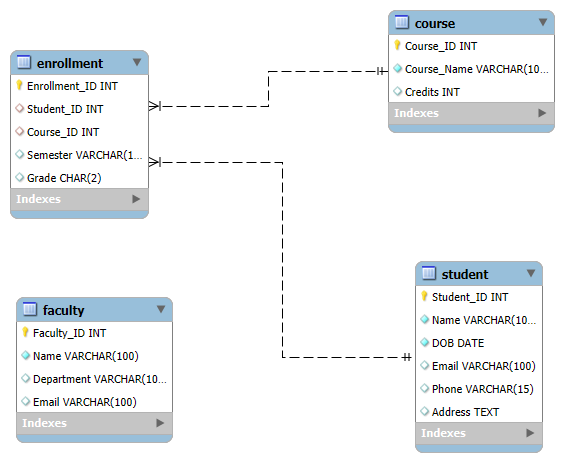 course
Course_ID INT
Course_Name VARCHAR(10...
Credits INT
Indexes
enrollment
Enrollment_ID INT
Student_ID INT
Course_ID INT
Semester VARCHAR(1...
Grade CHAR(2)
Indexes
student
Student_ID INT
Name VARCHAR(10...
DOB DATE
Email VARCHAR(100)
Phone VARCHAR(15)
Address TEXT
Indexes
faculty
Faculty_ID INT
Name VARCHAR(100)
Department VARCHAR(10...
Email VARCHAR(100)
Indexes